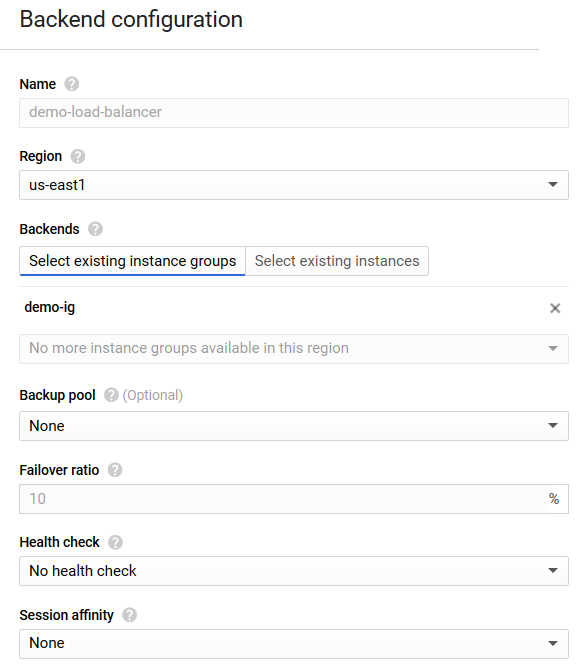 Backend configuration
Name ?
demo-load-balancer
Region ?
us-east1
Backends ?
Select existing instance groups Select existing instances
demo-ig
No more instance groups available in this region
Backup pool ? (Optional)
None
Failover ratio ?
10 %
Health check ?
No health check
Session affinity ?
None